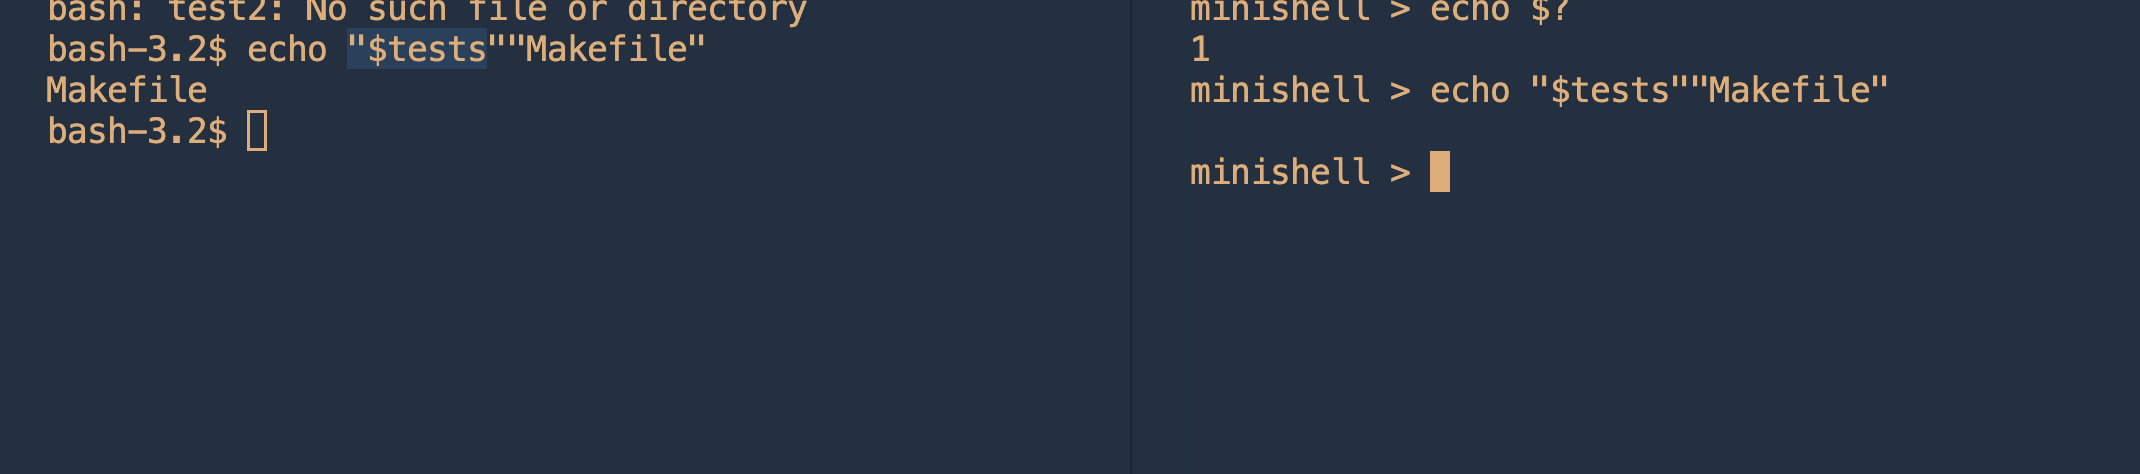 bash: test2: No such file or directory
bash-3.2$ echo "$tests""Makefile"
Makefile
bash-3.2$
minishell > echo $?
1
minishell > echo "$tests""Makefile"
minishell >